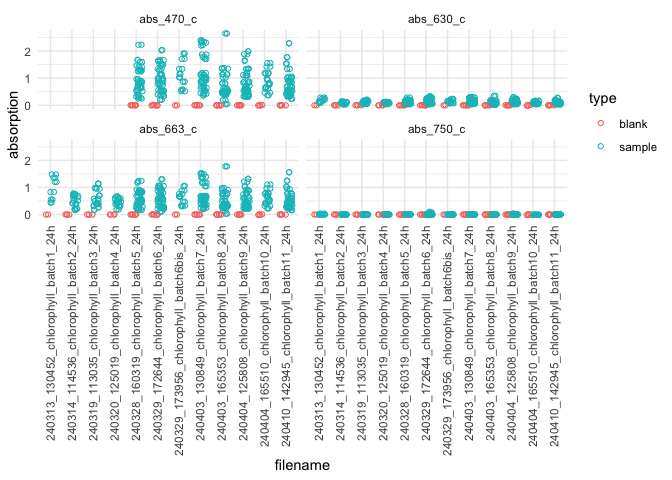 abs_470_c
abs_630_c
2
1
0
abs_663_c
abs_750_c
2
1
0
absorption
240313_130452_chlorophyll_batch1_24h
240314_114536_chlorophyll_batch2_24h
240319_113035_chlorophyll_batch3_24h
240320_125019_chlorophyll_batch4_24h
240328_160319_chlorophyll_batch5_24h
240329_172644_chlorophyll_batch6_24h
240329_173956_chlorophyll_batch6bis_24h
240403_130849_chlorophyll_batch7_24h
240403_165353_chlorophyll_batch8_24h
240404_125808_chlorophyll_batch9_24h
240404_165510_chlorophyll_batch10_24h
240410_142945_chlorophyll_batch11_24h
240313_130452_chlorophyll_batch1_24h
240314_114536_chlorophyll_batch2_24h
240319_113035_chlorophyll_batch3_24h
240320_125019_chlorophyll_batch4_24h
240328_160319_chlorophyll_batch5_24h
240329_172644_chlorophyll_batch6_24h
240329_173956_chlorophyll_batch6bis_24h
240403_130849_chlorophyll_batch7_24h
240403_165353_chlorophyll_batch8_24h
240404_125808_chlorophyll_batch9_24h
240404_165510_chlorophyll_batch10_24h
240410_142945_chlorophyll_batch11_24h
filename
type
blank
sample